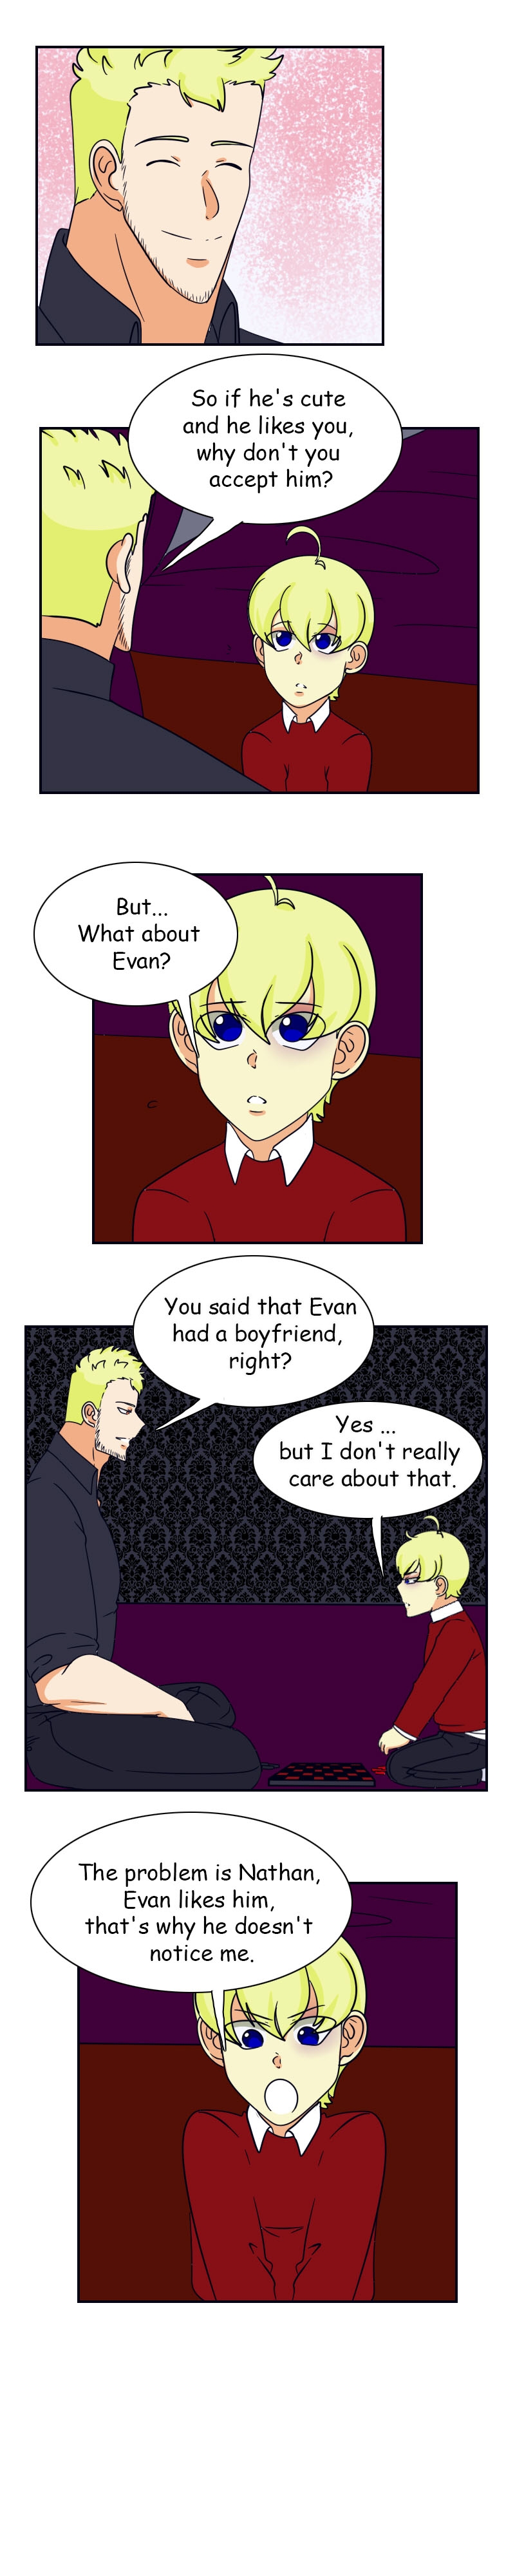 So if he's cute
and he likes you,
why don't you
accept him?
But...
What about
Evan?
You said that Evan
had a boyfriend,
right?
Yes ...
but I don't really
care about that.
The problem is Nathan,
Evan likes him,
that's why he doesn't
notice me.